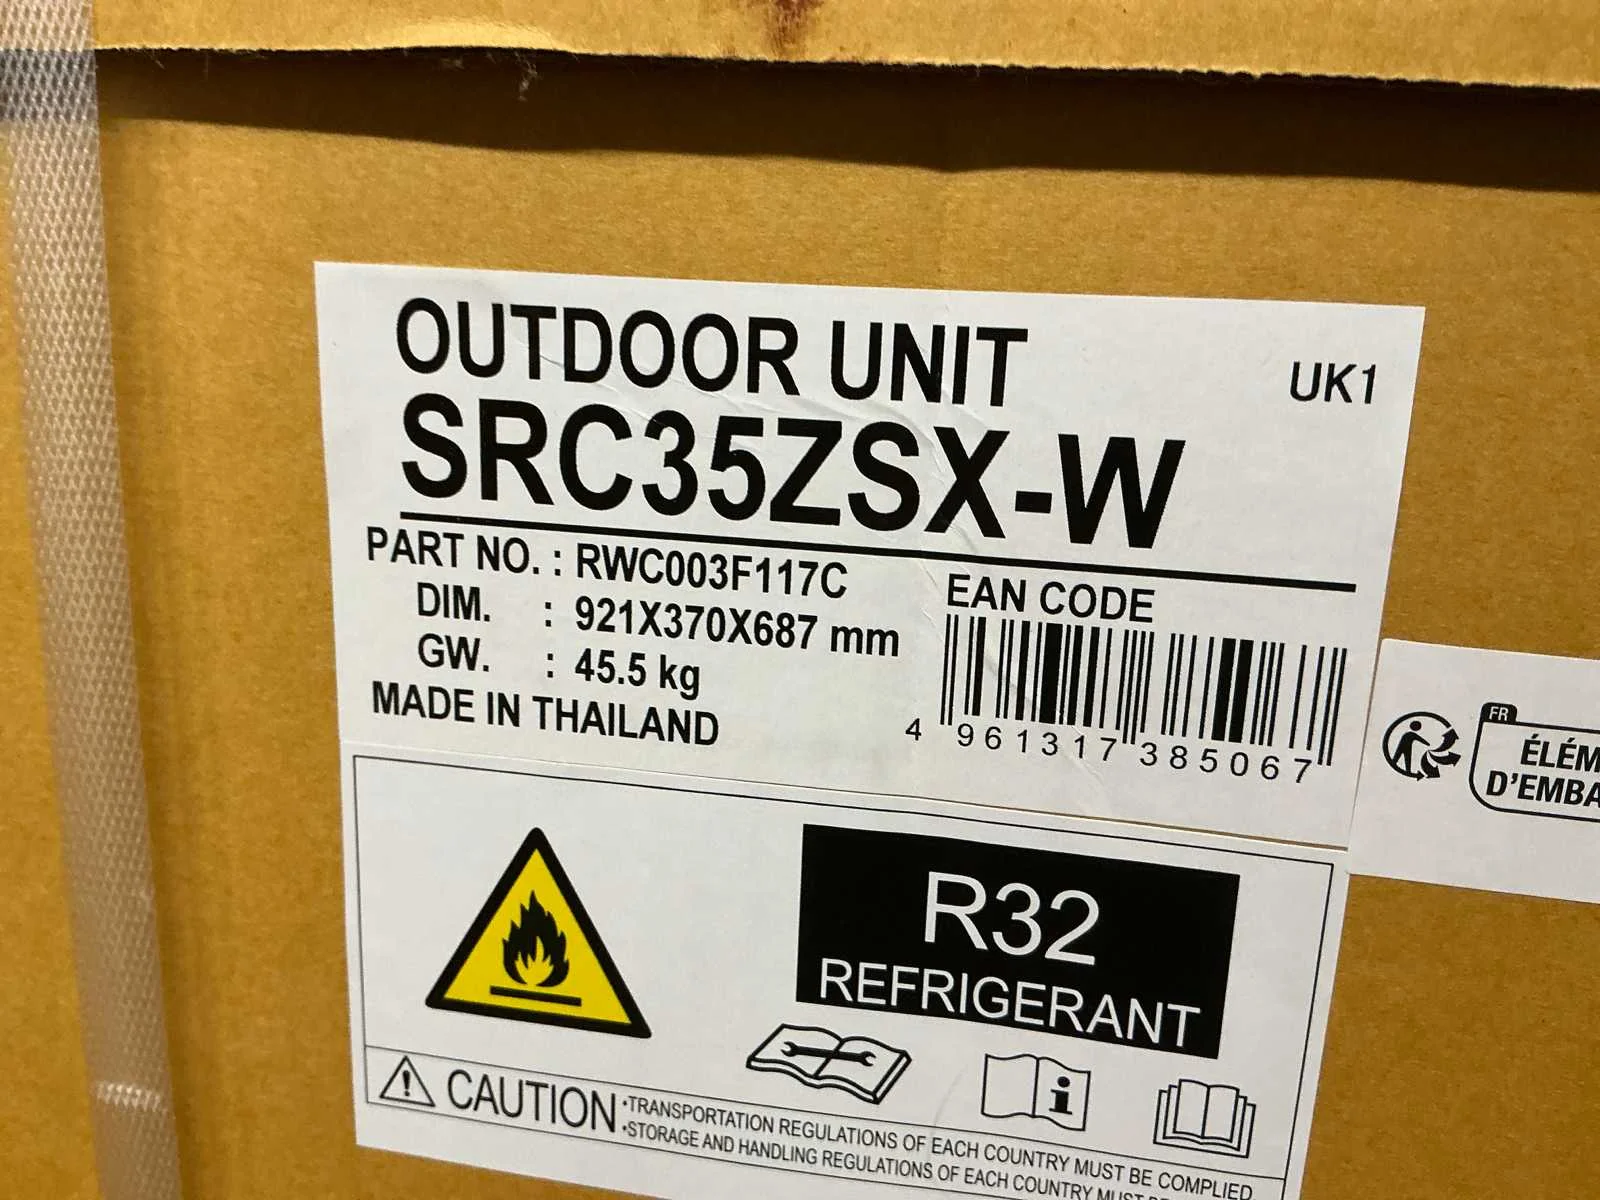 OUTDOOR UNIT
UK1
SRC35ZSX-W
PART NO. : RWC003F117C
DIM. : 921X370X687 mm
GW. : 45.5 kg
MADE IN THAILAND
EAN CODE
4 961317 385067
FR
ÉLÉM
D'EMBA
R32
REFRIGERANT
CAUTION
•TRANSPORTATION REGULATIONS OF EACH COUNTRY MUST BE COMPLIED
•STORAGE AND HANDLING REGULATIONS OF EACH COUNTRY MUST